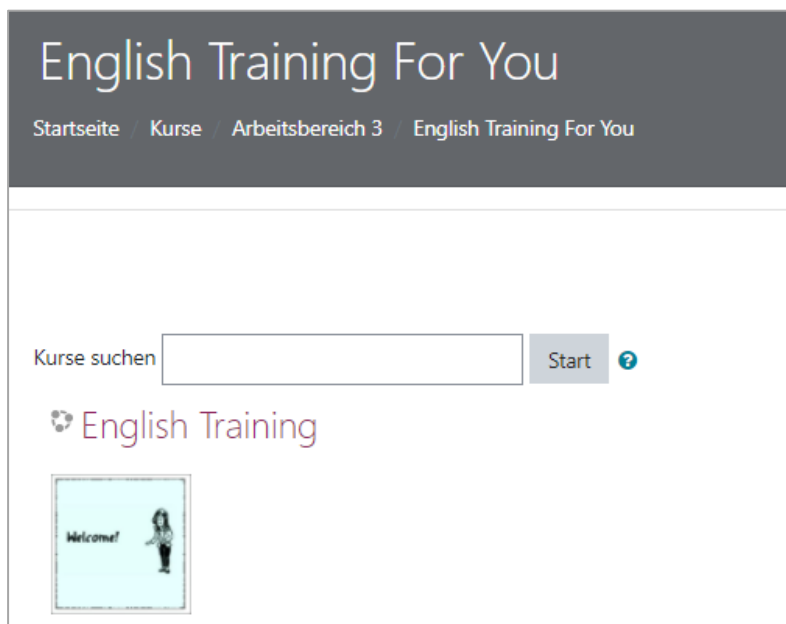 English Training For You
Startseite / Kurse / Arbeitsbereich 3 / English Training For You
Kurse suchen Start
English Training
Welcome!